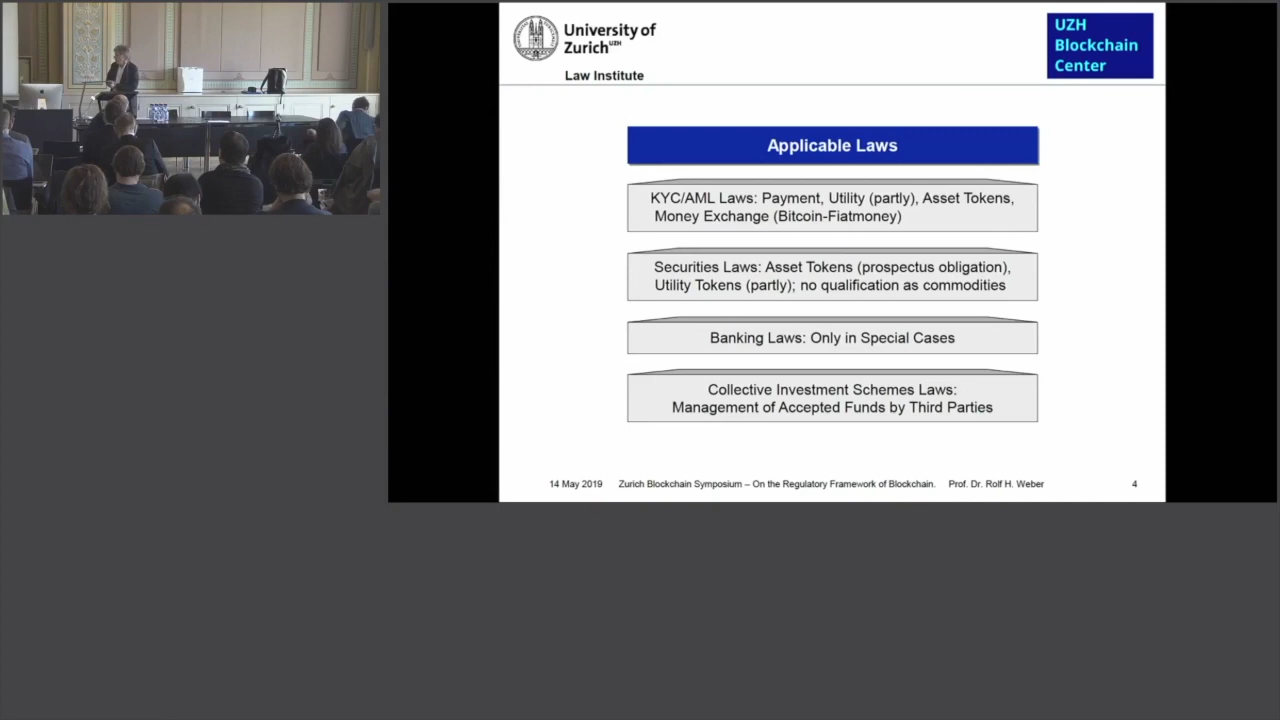 University of
Zurich UZH
Law Institute
UZH
Blockchain
Center
Applicable Laws
KYC/AML Laws: Payment, Utility (partly), Asset Tokens,
Money Exchange (Bitcoin-Fiatmoney)
Securities Laws: Asset Tokens (prospectus obligation),
Utility Tokens (partly); no qualification as commodities
Banking Laws: Only in Special Cases
Collective Investment Schemes Laws:
Management of Accepted Funds by Third Parties
14 May 2019 Zurich Blockchain Symposium – On the Regulatory Framework of Blockchain. Prof. Dr. Rolf H. Weber 4